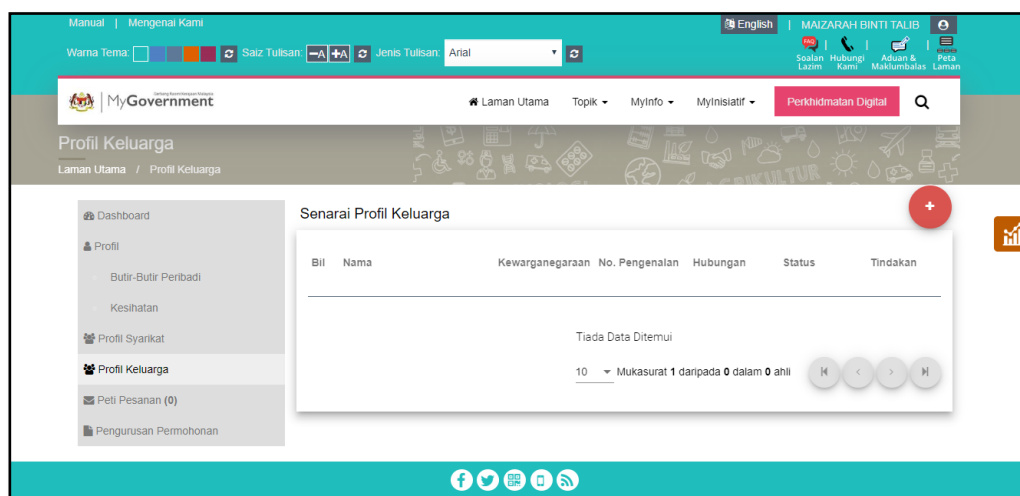 Manual | Mengenai Kami
English | MAIZARAH BINTI TALIB
Warna Tema: Saiz Tulisan: -A +A Jenis Tulisan: Arial
FAQ
Soalan Lazim | Hubungi Kami | Aduan & Maklumbalas | Peta Laman
MyGovernment
Laman Utama Topik MyInfo MyInisiatif Perkhidmatan Digital
Profil Keluarga
Laman Utama / Profil Keluarga
AGRIKULTUR
Dashboard
Profil
Butir-Butir Peribadi
Kesihatan
Profil Syarikat
Profil Keluarga
Peti Pesanan (0)
Pengurusan Permohonan
Senarai Profil Keluarga
+
Bil Nama Kewarganegaraan No. Pengenalan Hubungan Status Tindakan
Tiada Data Ditemui
10 Mukasurat 1 daripada 0 dalam 0 ahli